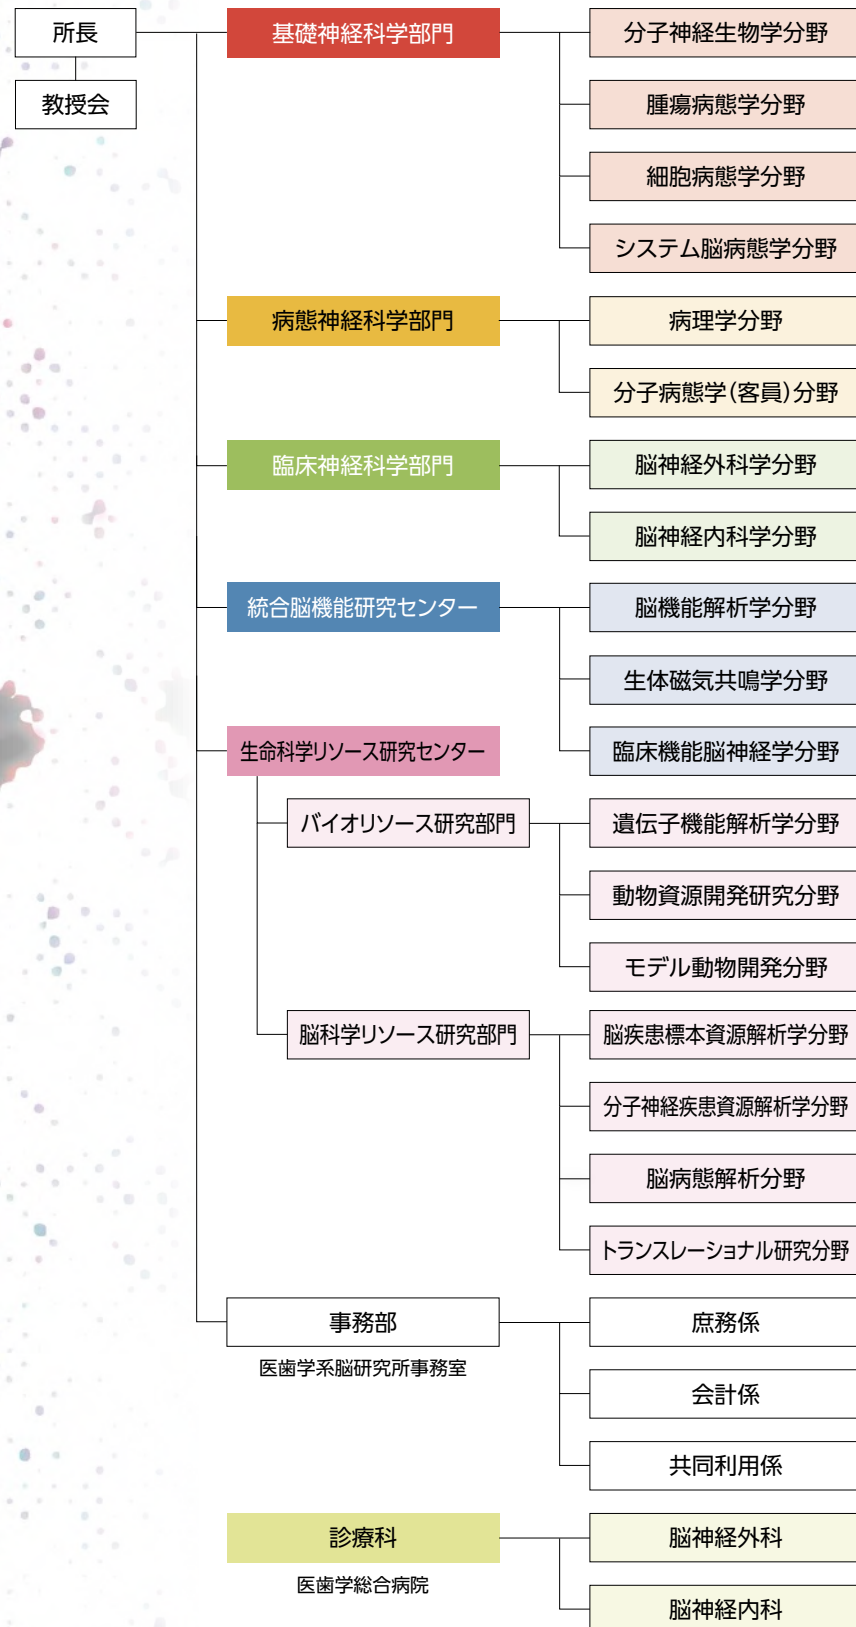 所長
教授会
基礎神経科学部門
分子神経生物学分野
腫瘍病態学分野
細胞病態学分野
システム脳病態学分野
病態神経科学部門
病理学分野
分子病態学(客員)分野
臨床神経科学部門
脳神経外科学分野
脳神経内科学分野
統合脳機能研究センター
脳機能解析学分野
生体磁気共鳴学分野
臨床機能脳神経学分野
生命科学リソース研究センター
バイオリソース研究部門
遺伝子機能解析学分野
動物資源開発研究分野
モデル動物開発分野
脳科学リソース研究部門
脳疾患標本資源解析学分野
分子神経疾患資源解析学分野
脳病態解析分野
トランスレーショナル研究分野
事務部
医歯学系脳研究所事務室
庶務係
会計係
共同利用係
診療科
医歯学総合病院
脳神経外科
脳神経内科